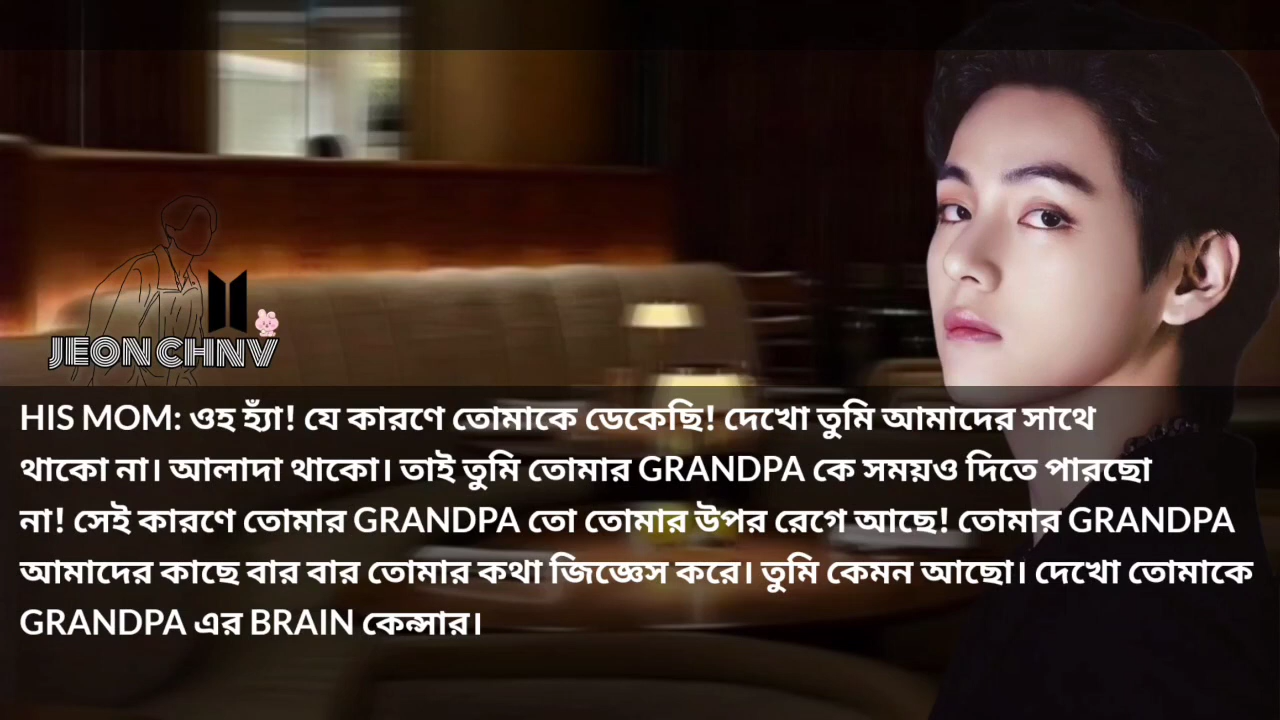 JEON CHNV
HIS MOM: ওহ হ্যাঁ! যে কারণে তোমাকে ডেকেছি! দেখো তুমি আমাদের সাথে
থাকো না। আলাদা থাকো। তাই তুমি তোমার GRANDPA কে সময়ও দিতে পারছো
না! সেই কারণে তোমার GRANDPA তো তোমার উপর রেগে আছে! তোমার GRANDPA
আমাদের কাছে বার বার তোমার কথা জিজ্ঞেস করে। তুমি কেমন আছো। দেখো তোমাকে
GRANDPA এর BRAIN কেন্সার।